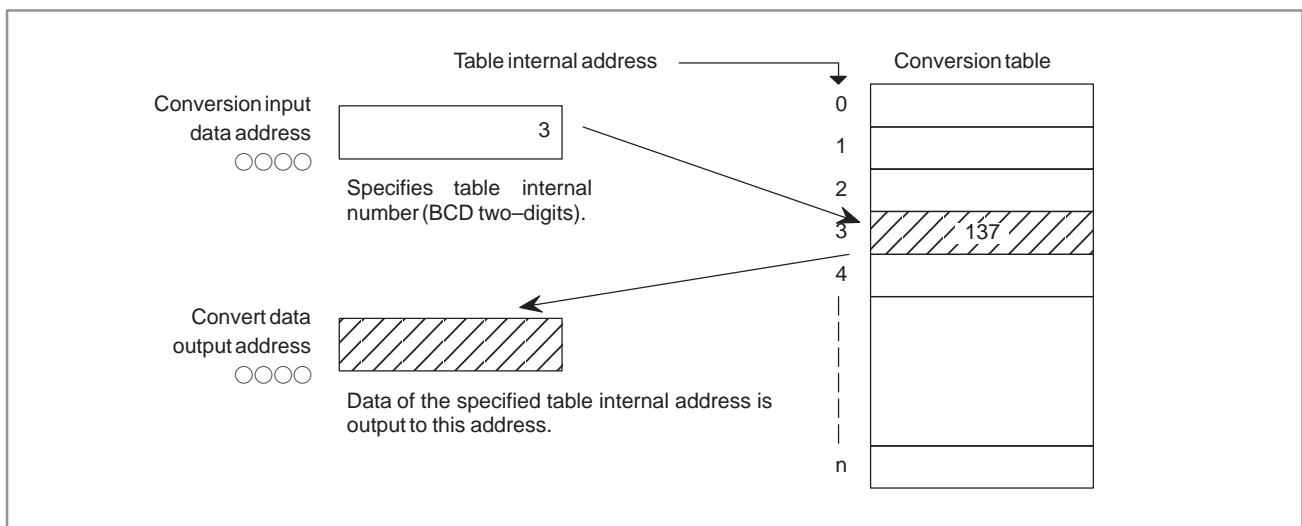 Table internal address
Conversion table
Conversion input
data address
○○○○
3
Specifies table internal
number (BCD two–digits).
0
1
2
3
137
4
Convert data
output address
○○○○
Data of the specified table internal address is
output to this address.
n